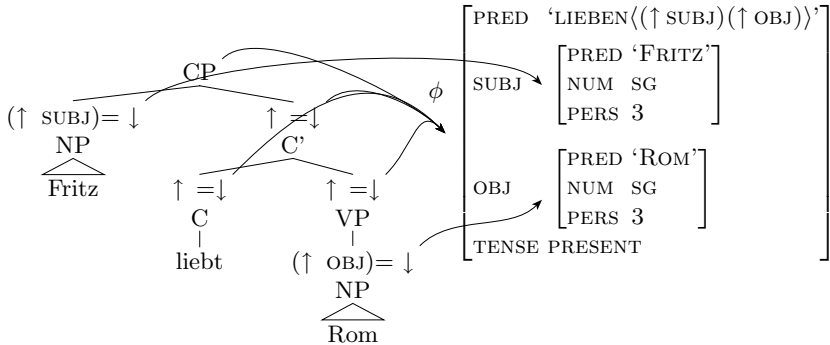 CP
(↑ SUBJ)= ↓
NP
Fritz
↑ =↓
C'
↑ =↓
C
liebt
↑ =↓
VP
(↑ OBJ)= ↓
NP
Rom
ϕ
PRED ‘LIEBEN⟨(↑ SUBJ)(↑ OBJ)⟩’
SUBJ
PRED ‘FRITZ’
NUM SG
PERS 3
OBJ
PRED ‘ROM’
NUM SG
PERS 3
TENSE PRESENT